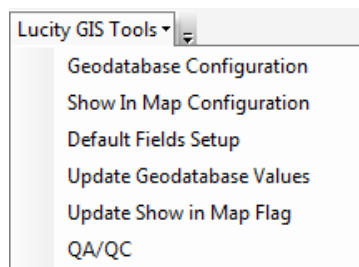 Lucity GIS Tools
Geodatabase Configuration
Show In Map Configuration
Default Fields Setup
Update Geodatabase Values
Update Show in Map Flag
QA/QC